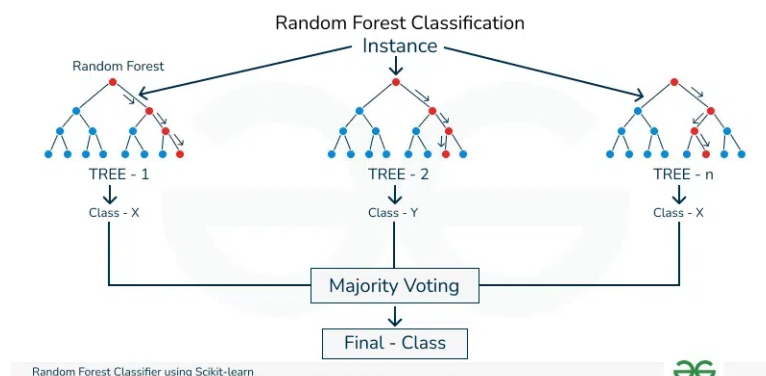 Random Forest Classification
Instance
Random Forest
TREE - 1
TREE - 2
TREE - n
Class - X
Class - Y
Class - X
Majority Voting
Final - Class
Random Forest Classifier using Scikit-learn